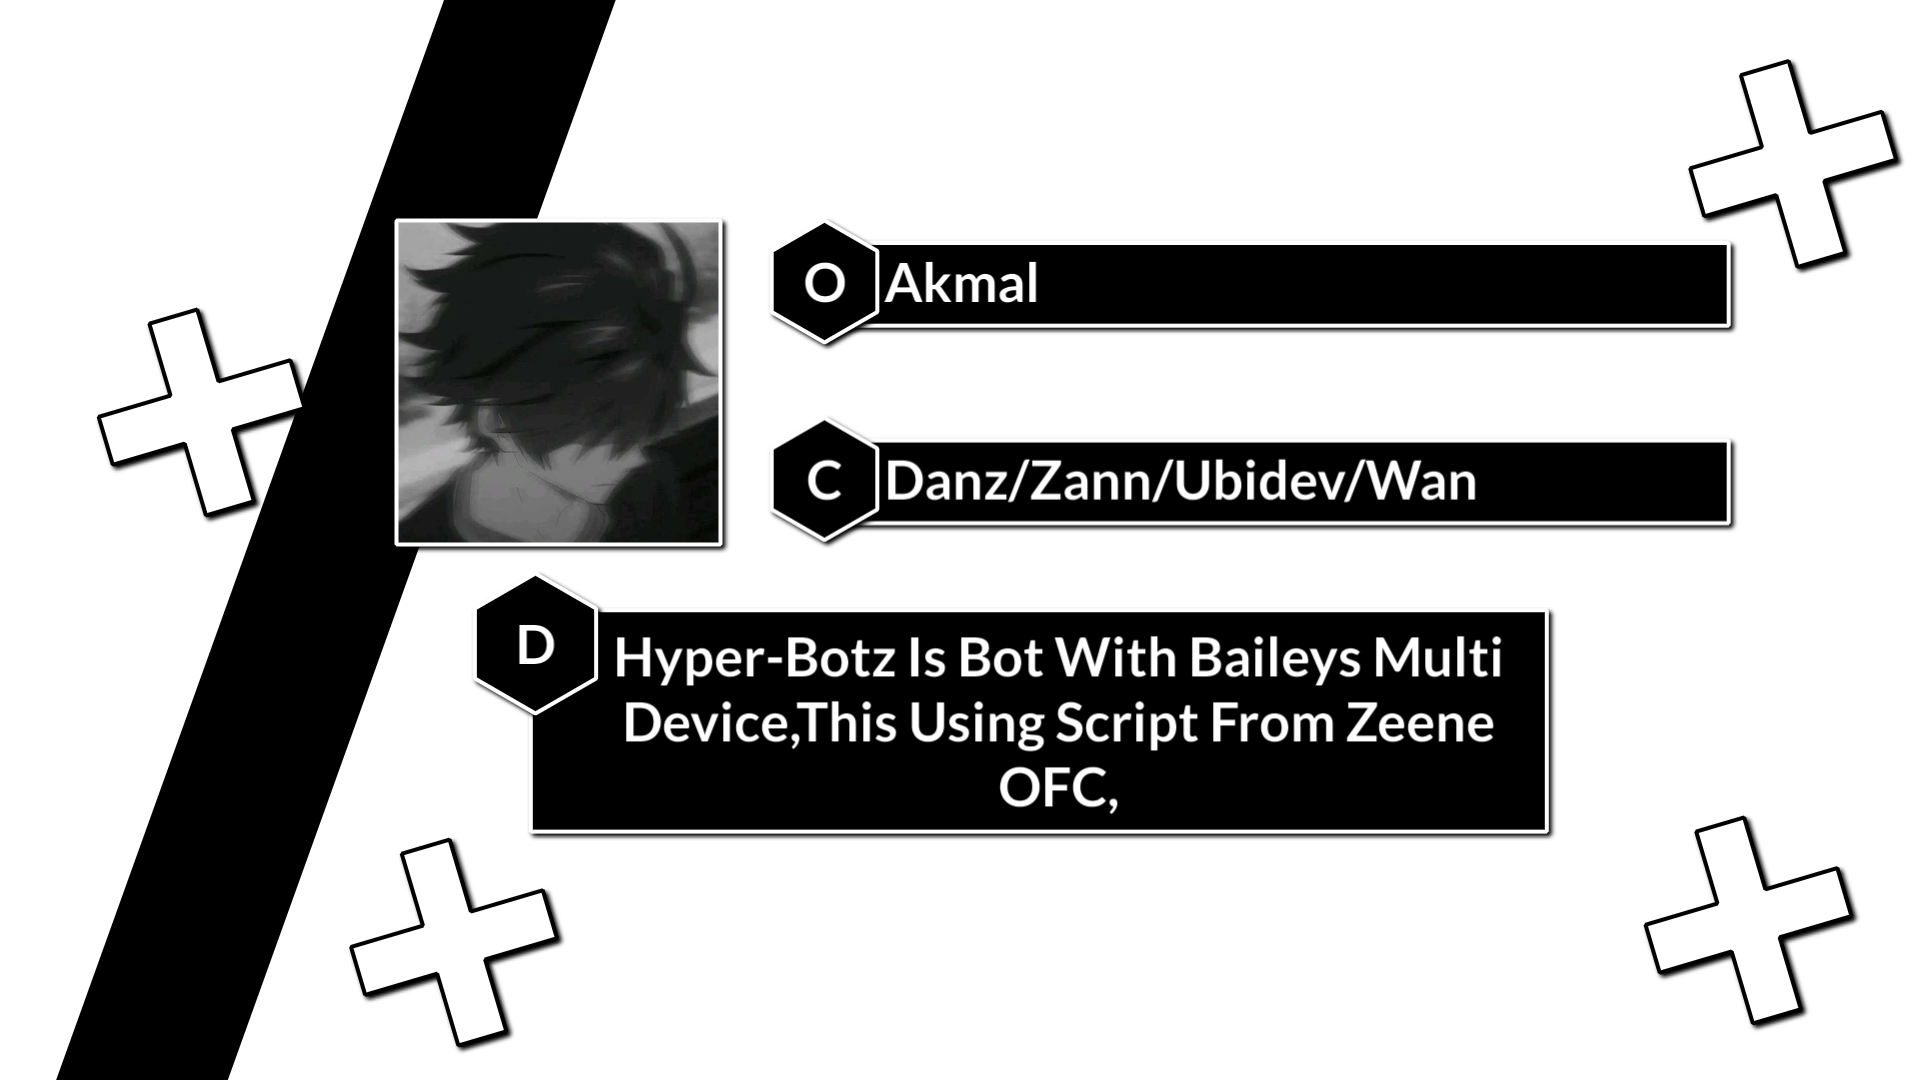 O Akmal
C Danz/Zann/Ubidev/Wan
D
Hyper-Botz Is Bot With Baileys Multi
Device,This Using Script From Zeene
OFC,